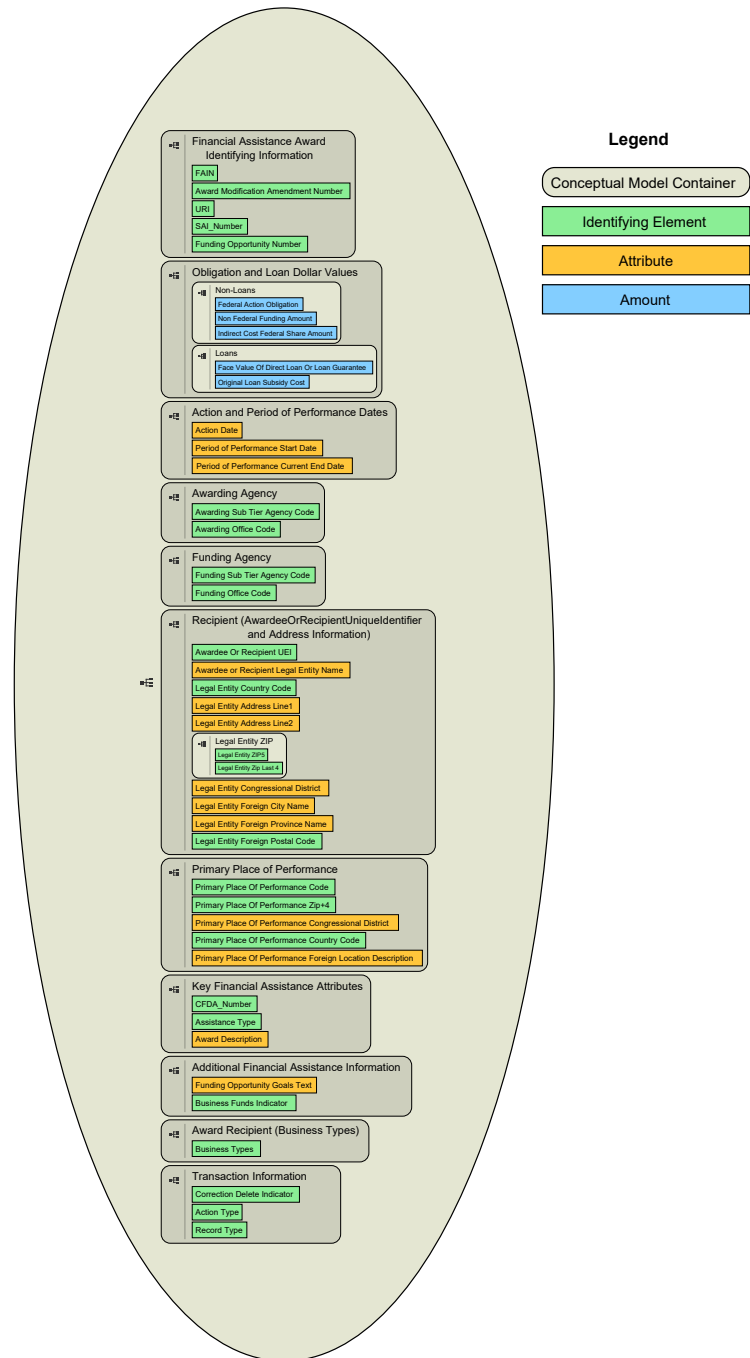 Financial Assistance Award
Identifying Information
FAIN
Award Modification Amendment Number
URI
SAI_Number
Funding Opportunity Number
Obligation and Loan Dollar Values
Non-Loans
Federal Action Obligation
Non Federal Funding Amount
Indirect Cost Federal Share Amount
Loans
Face Value Of DIrect Loan Or Loan Guarantee
Original Loan Subsidy Cost
Action and Period of Performance Dates
Action Date
Period of Performance Start Date
Period of Performance Current End Date
Awarding Agency
Awarding Sub Tier Agency Code
Awarding Office Code
Funding Agency
Funding Sub Tier Agency Code
Funding Office Code
Recipient (AwardeeOrRecipientUniqueIdentifier
and Address Information)
Awardee Or Recipient UEI
Awardee or Recipient Legal Entity Name
Legal Entity Country Code
Legal Entity Address Line1
Legal Entity Address Line2
Legal Entity ZIP
Legal Entity ZIP5
Legal Entity Zip Last 4
Legal Entity Congressional District
Legal Entity Foreign City Name
Legal Entity Foreign Province Name
Legal Entity Foreign Postal Code
Primary Place of Performance
Primary Place Of Performance Code
Primary Place Of Performance Zip+4
Primary Place Of Performance Congressional District
Primary Place Of Performance Country Code
Primary Place Of Performance Foreign Location Description
Key Financial Assistance Attributes
CFDA_Number
Assistance Type
Award Description
Additional Financial Assistance Information
Funding Opportunity Goals Text
Business Funds Indicator
Award Recipient (Business Types)
Business Types
Transaction Information
Correction Delete Indicator
Action Type
Record Type
Legend
Conceptual Model Container
Identifying Element
Attribute
Amount